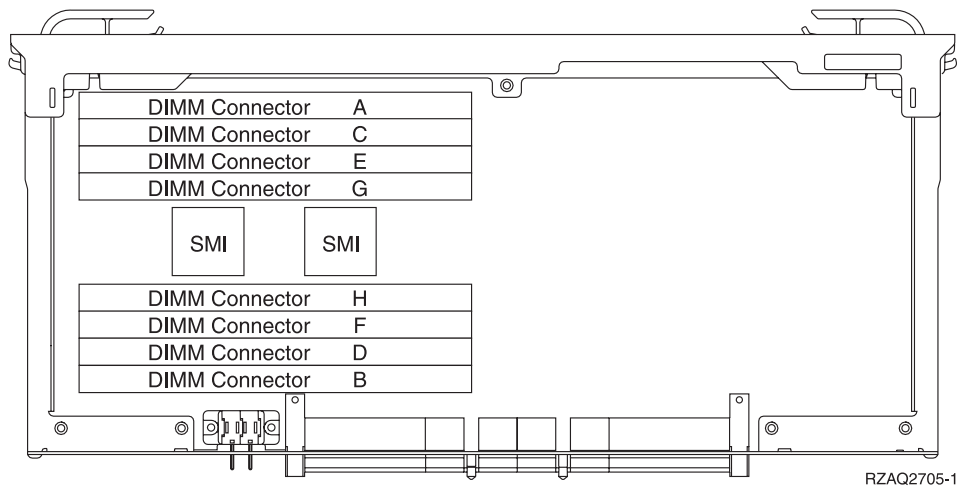 DIMM Connector A
DIMM Connector C
DIMM Connector E
DIMM Connector G
SMI SMI
DIMM Connector H
DIMM Connector F
DIMM Connector D
DIMM Connector B
RZAQ2705-1